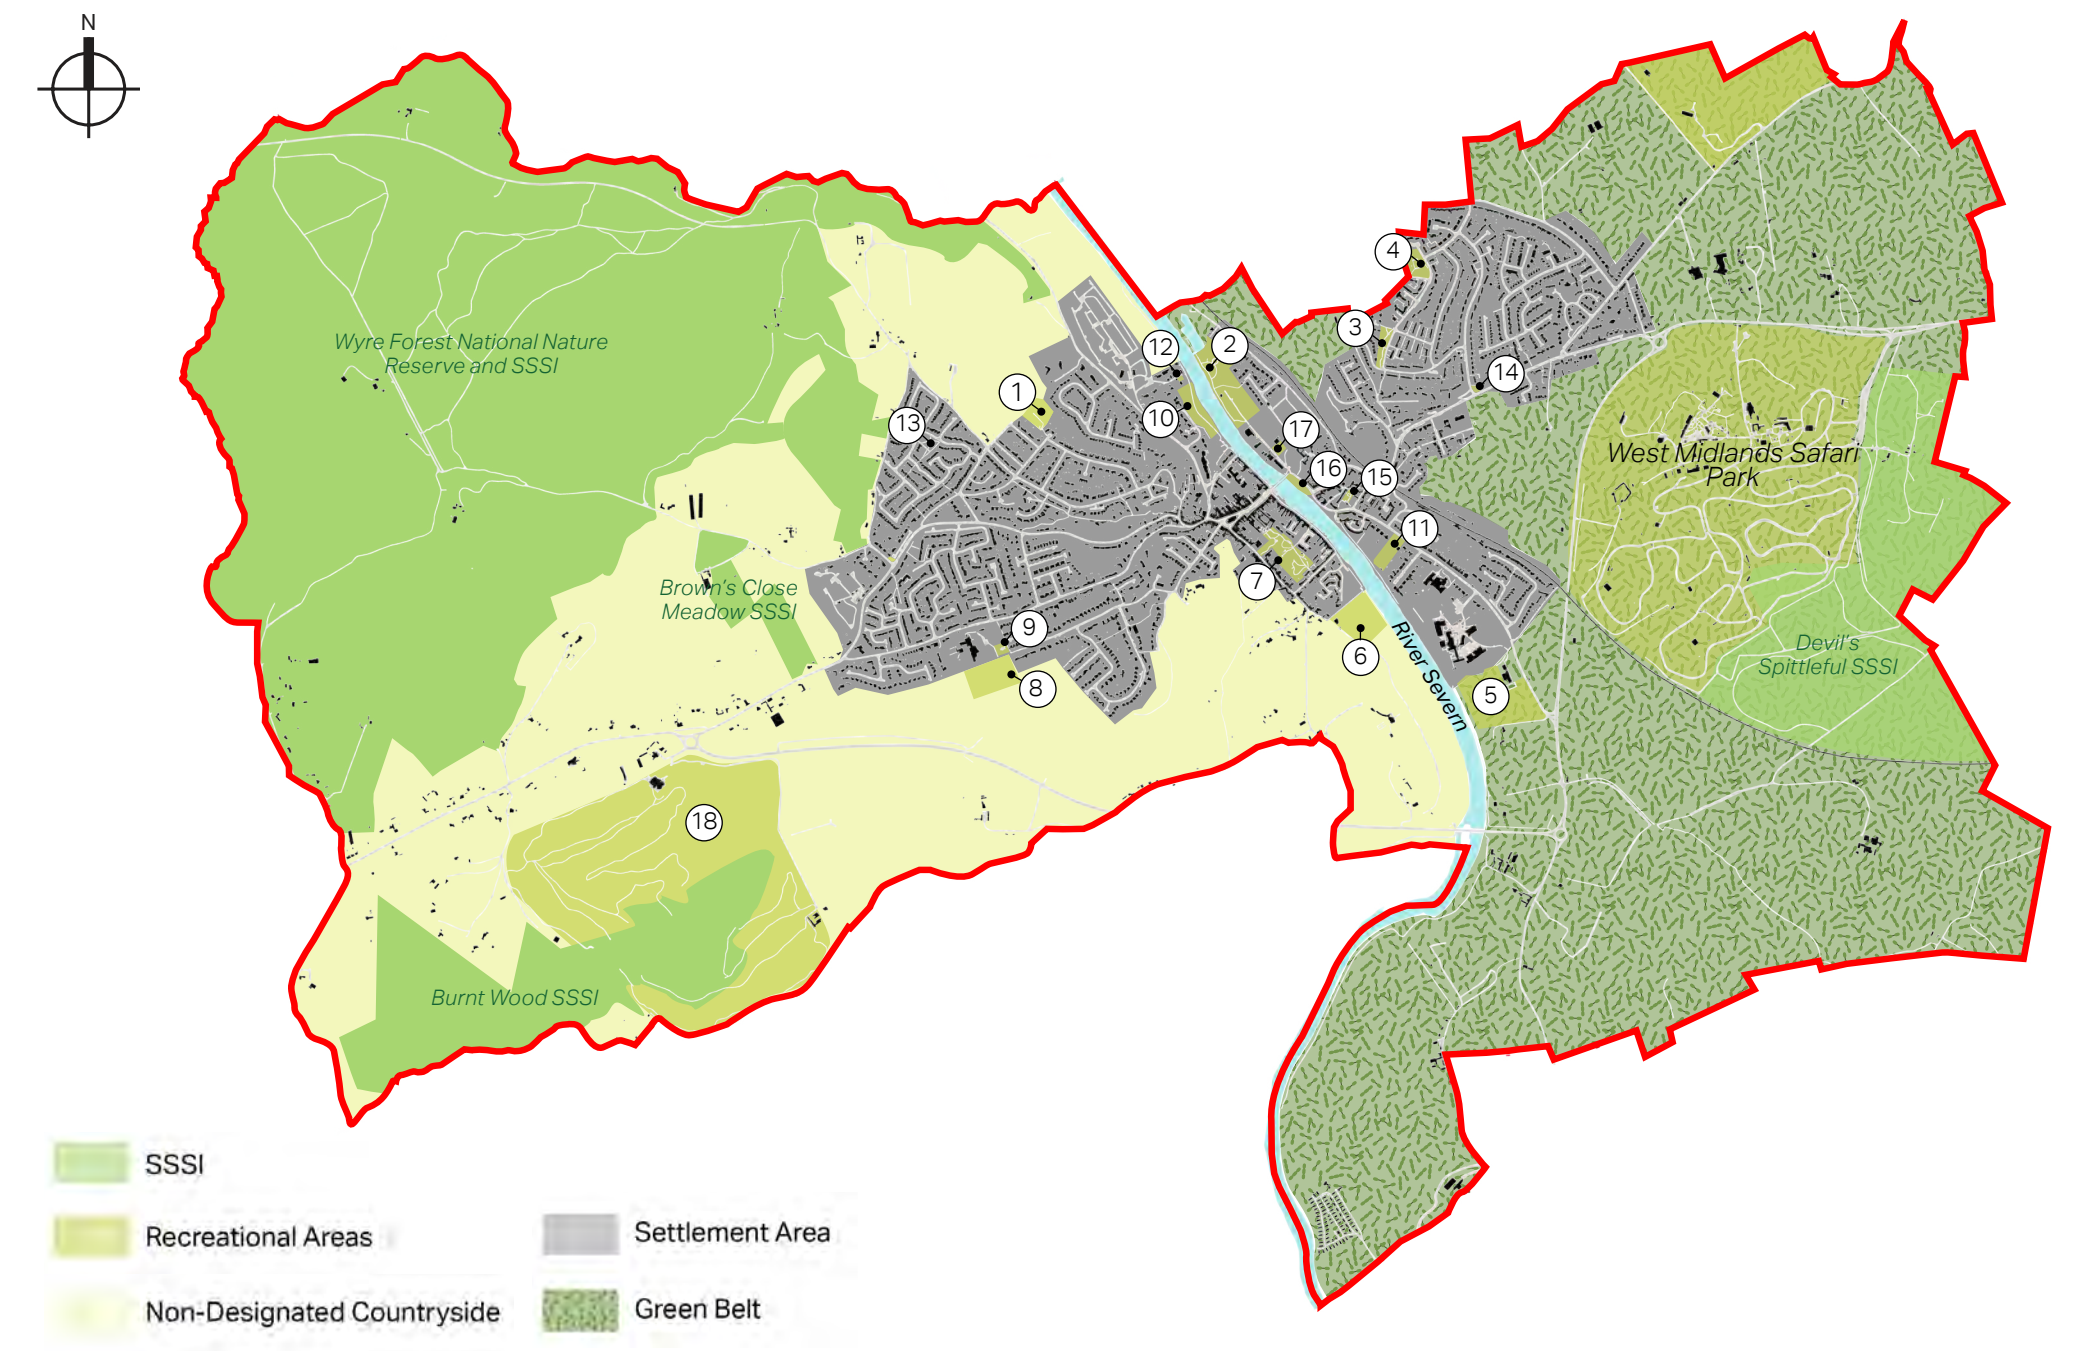 N
4
3
2
12
14
1
10
13
17
Wyre Forest National Nature
Reserve and SSSI
West Midlands Safari
Park
16
15
11
7
Brown's Close
Meadow SSSI
9
6
River Severn
Devil's
Spittleful SSSI
8
5
18
Burnt Wood SSSI
SSSI
Recreational Areas
Non-Designated Countryside
Settlement Area
Green Belt